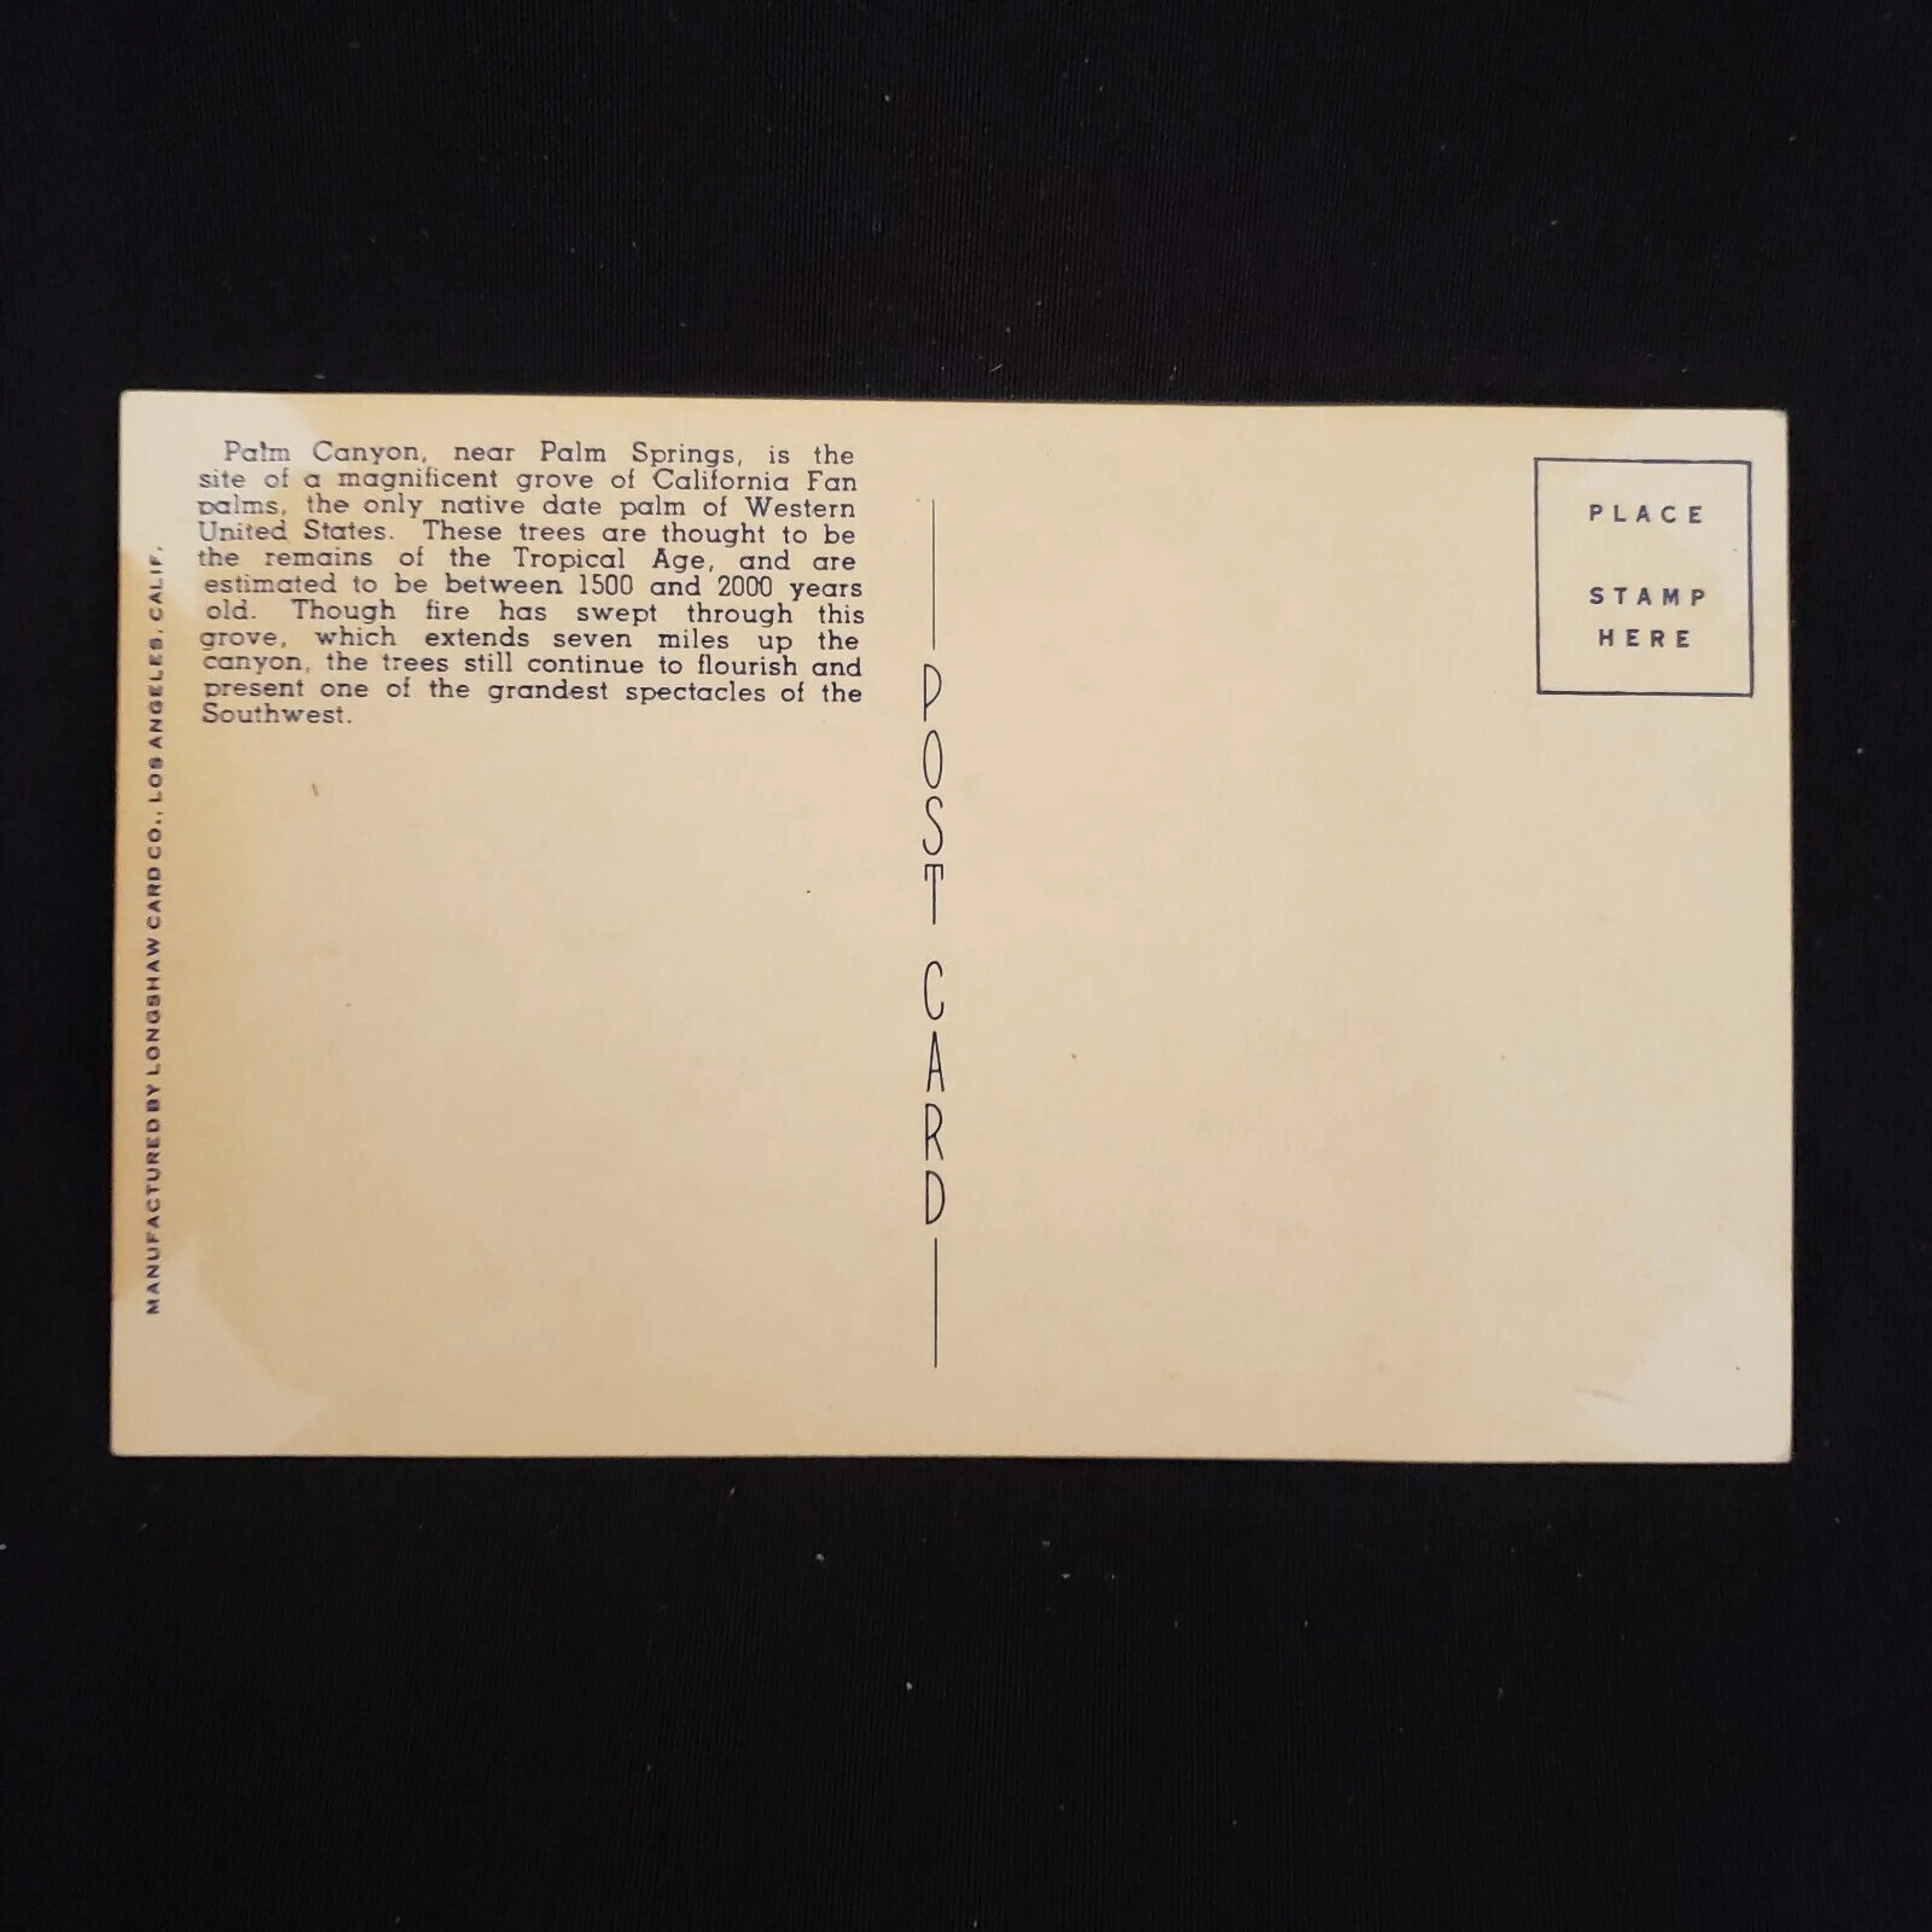 Palm Canyon, near Palm Springs, is the
site of a magnificent grove of California Fan
palms, the only native date palm of Western
United States. These trees are thought to be
the remains of the Tropical Age, and are
estimated to be between 1500 and 2000 years
old. Though fire has swept through this
grove, which extends seven miles up the
canyon, the trees still continue to flourish and
present one of the grandest spectacles of the
Southwest.
MANUFACTURED BY LONGSHAW CARD CO., LOS ANGELES, CALIF.
POST CARD
PLACE
STAMP
HERE